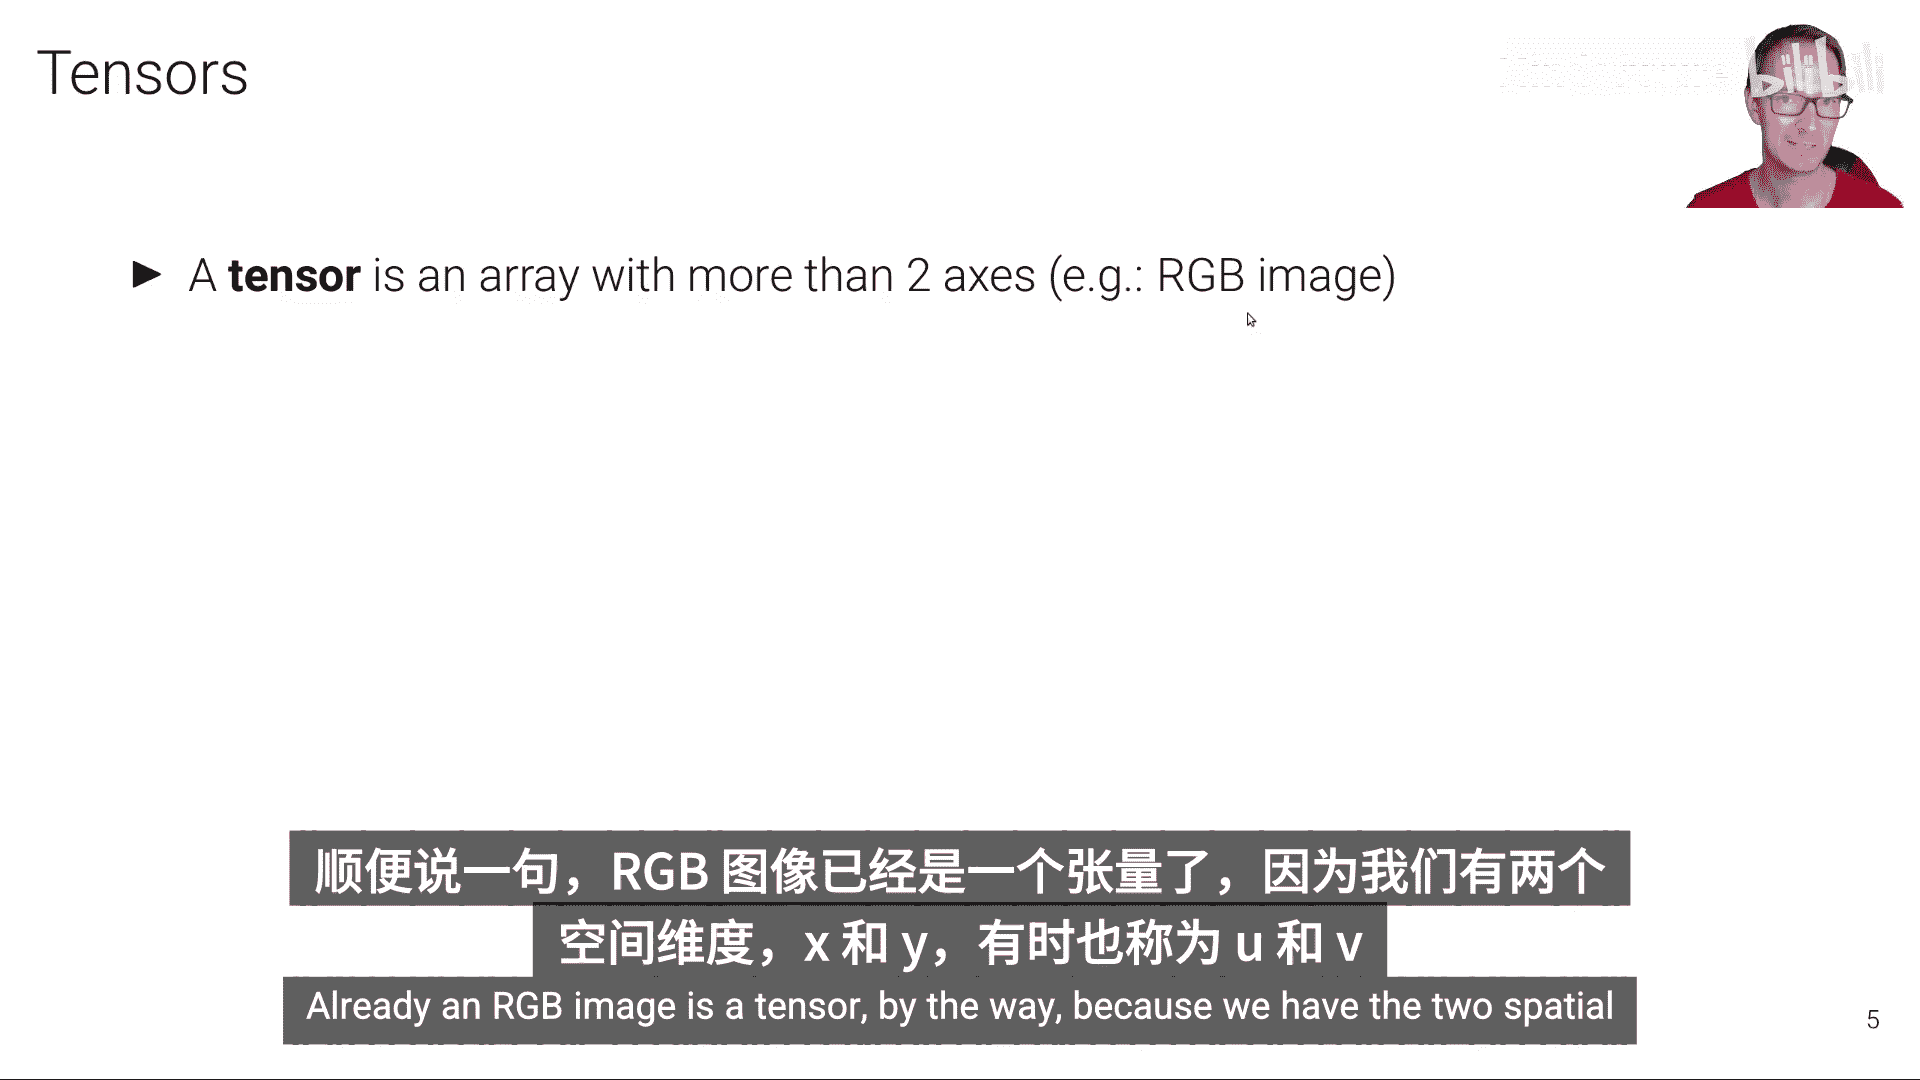 Tensors
bilibili
► A tensor is an array with more than 2 axes (e.g.: RGB image)
顺便说一句，RGB 图像已经是一个张量了，因为我们有两个
空间维度，x 和 y，有时也称为 u 和 v
Already an RGB image is a tensor, by the way, because we have the two spatial
5